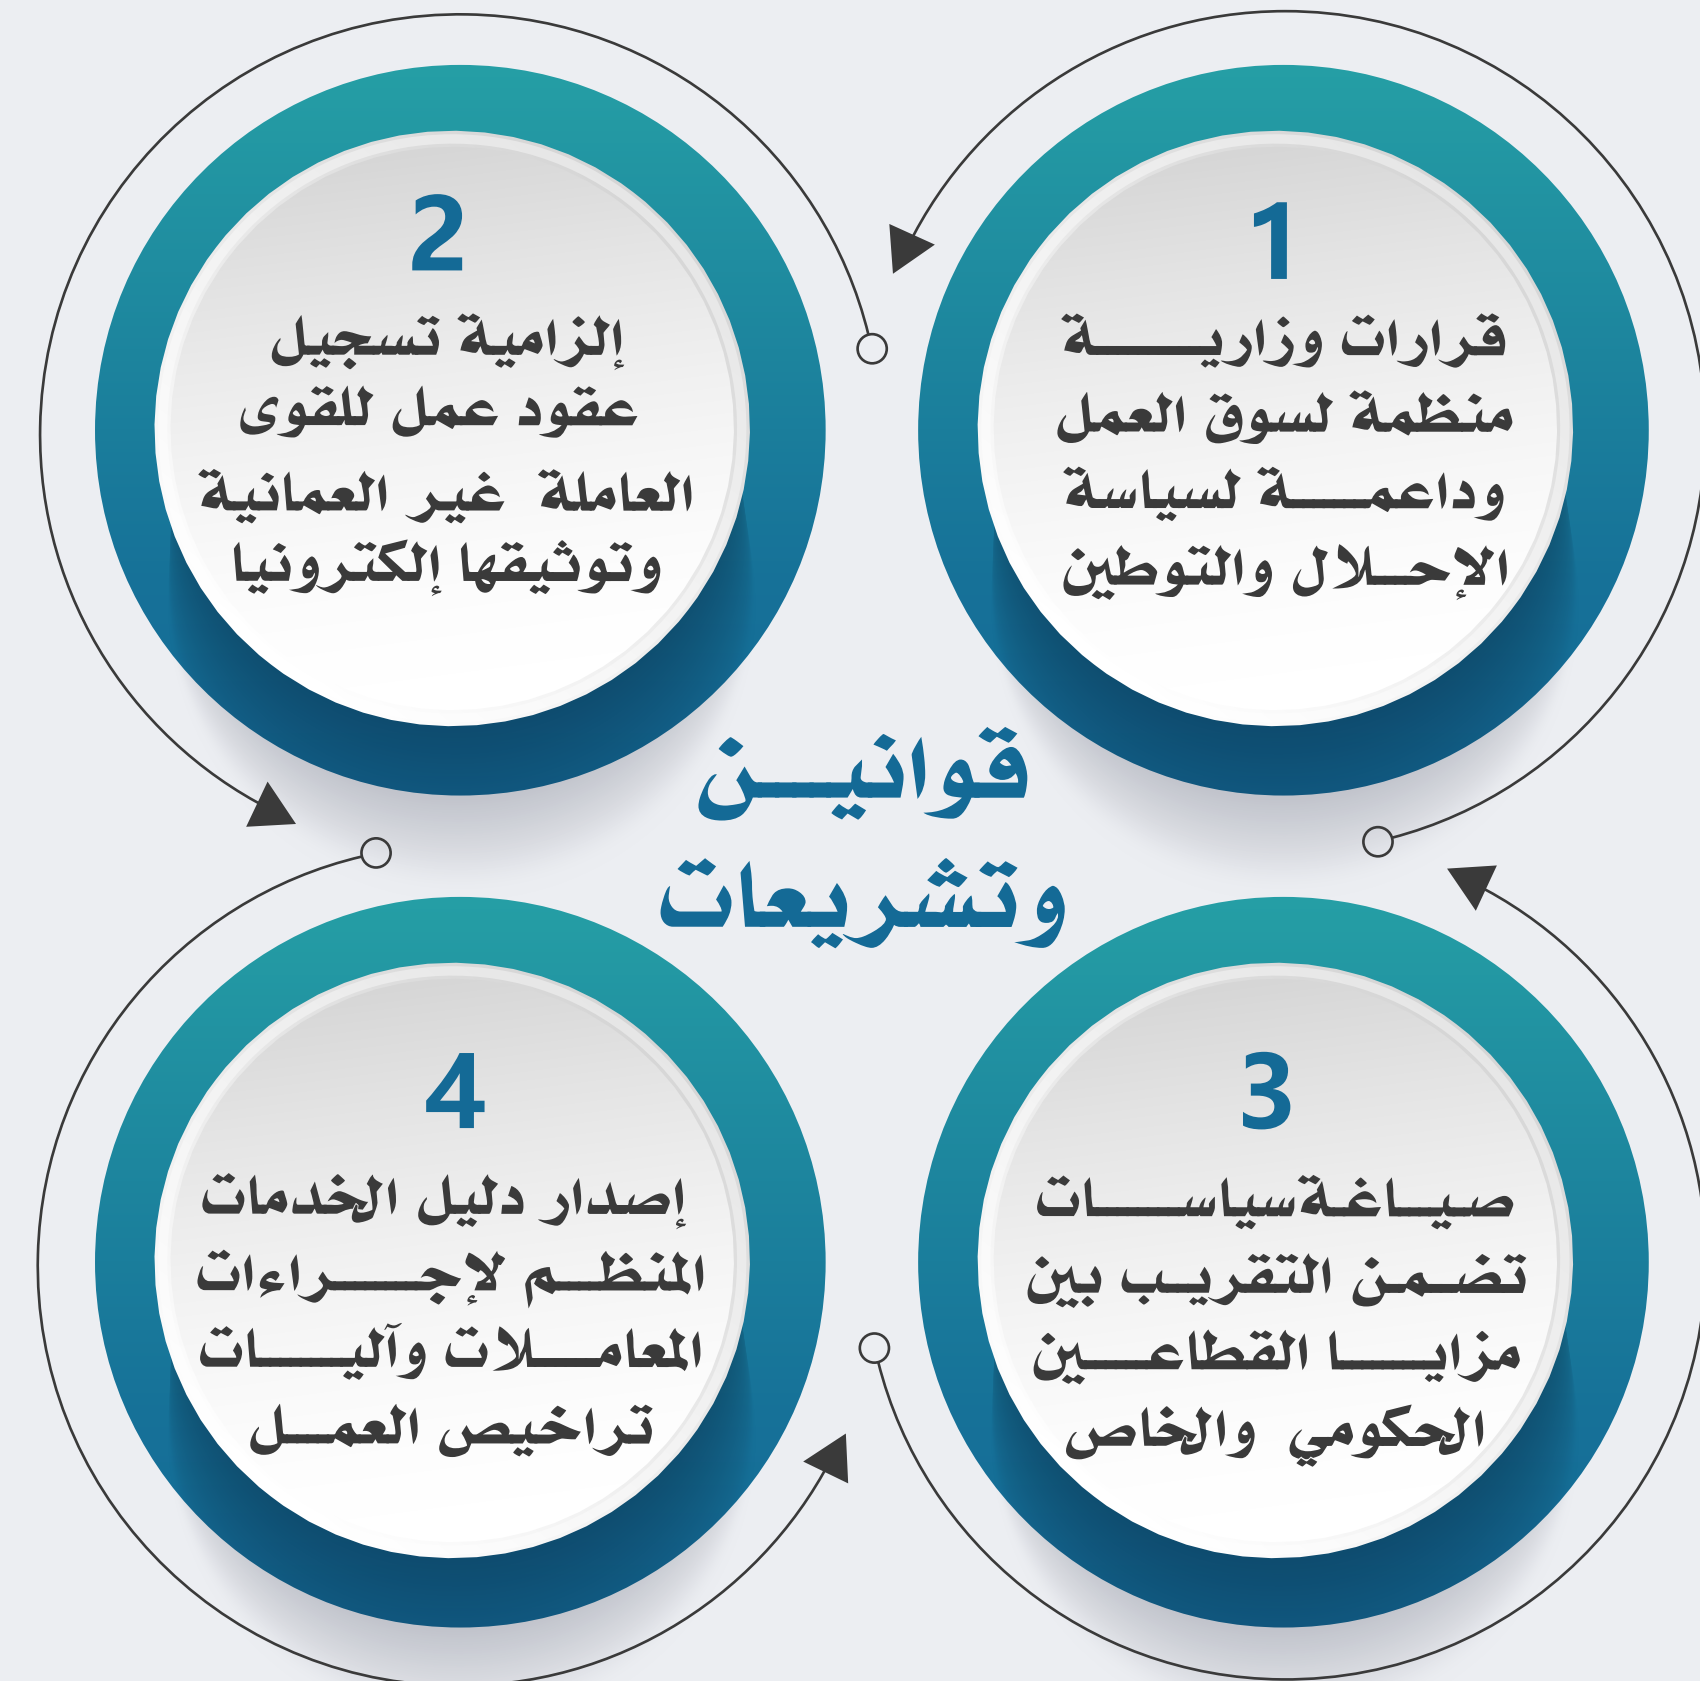 1
قرارات وزارية
منظمة لسوق العمل
وداعمة لسياسة
الإحلال والتوطين
2
إلزامية تسجيل
عقود عمل للقوى
العاملة غير العمانية
وتوثيقها إلكترونيا
قوانين
وتشريعات
3
صياغة سياسات
تضمن التقريب بين
مزايا القطاعين
الحكومي والخاص
4
إصدار دليل الخدمات
المنظم لإجراءات
المعاملات وآليات
تراخيص العمل